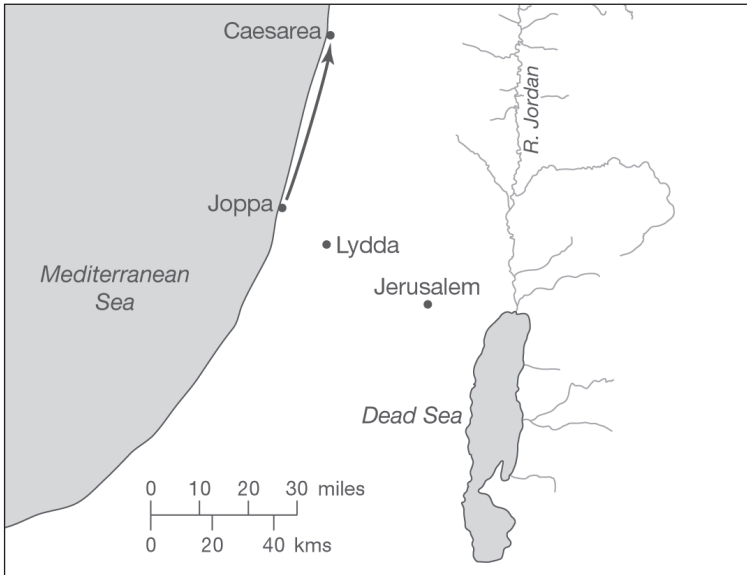 Caesarea
R. Jordan
Joppa
Lydda
Mediterranean
Sea
Jerusalem
Dead Sea
0 10 20 30 miles
0 20 40 kms